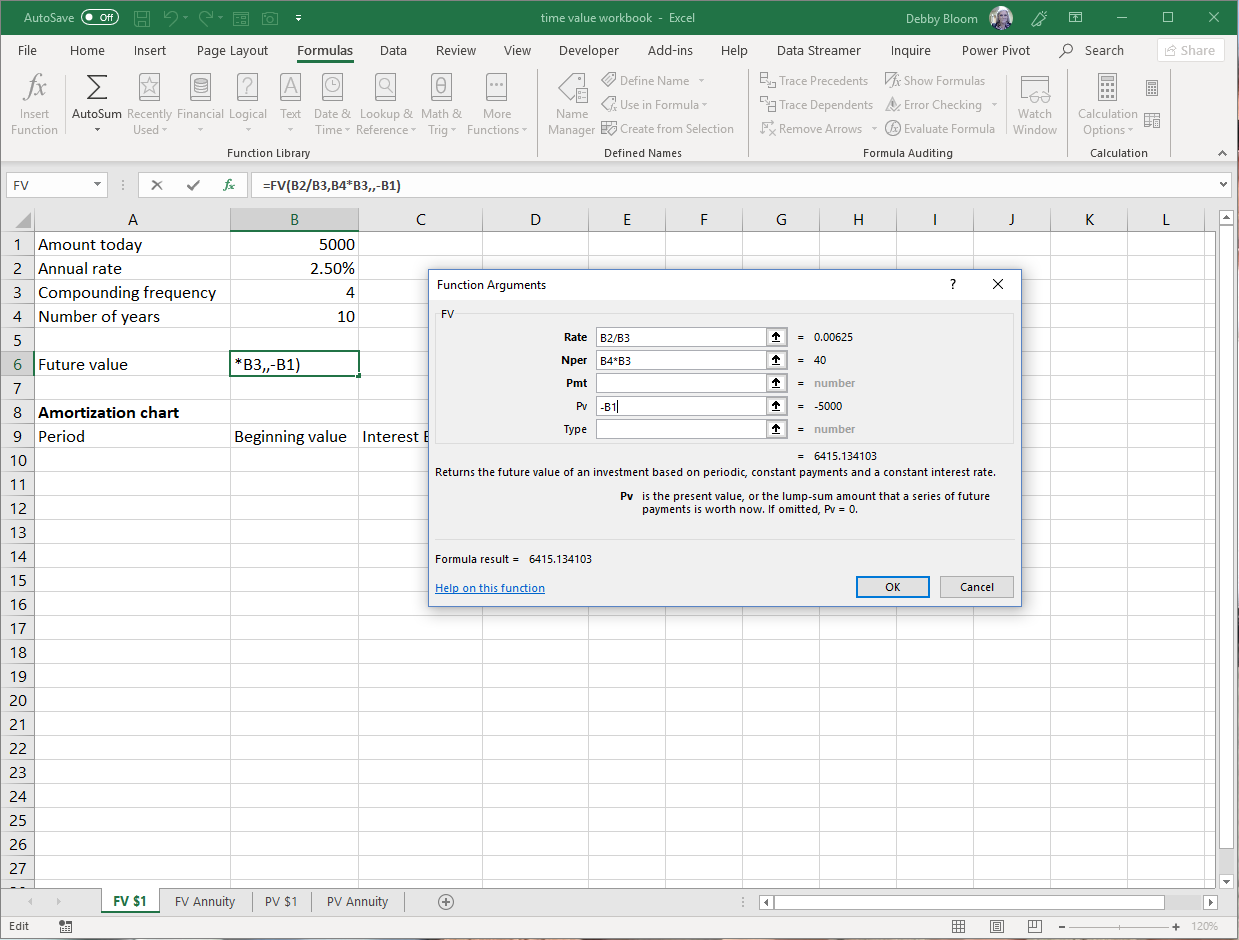 AutoSave Off time value workbook - Excel Debby Bloom
File Home Insert Page Layout Formulas Data Review View Developer Add-ins Help Data Streamer Inquire Power Pivot Search Share
fx Σ ? A θ
Insert Function AutoSum Recently Used Financial Logical Text Date & Time Lookup & Reference Math & Trig More Functions
Name Manager Define Name Use in Formula Create from Selection
Trace Precedents Show Formulas
Trace Dependents Error Checking
Remove Arrows Evaluate Formula
Watch Window Calculation Options
Function Library Defined Names Formula Auditing Calculation
FV fx =FV(B2/B3,B4*B3,,-B1)
A B C D E F G H I J K L
1 Amount today 5000
2 Annual rate 2.50%
3 Compounding frequency 4
4 Number of years 10
5
6 Future value *B3,,-B1)
7
8 Amortization chart
9 Period Beginning value Interest E
10
11
12
13
14
15
16
17
18
19
20
21
22
23
24
25
26
27
Function Arguments ?
FV
Rate B2/B3 = 0.00625
Nper B4*B3 = 40
Pmt = number
Pv -B1 = -5000
Type = number
= 6415.134103
Returns the future value of an investment based on periodic, constant payments and a constant interest rate.
Pv is the present value, or the lump-sum amount that a series of future
payments is worth now. If omitted, Pv = 0.
Formula result = 6415.134103
Help on this function OK Cancel
FV $1 FV Annuity PV $1 PV Annuity
Edit 120%